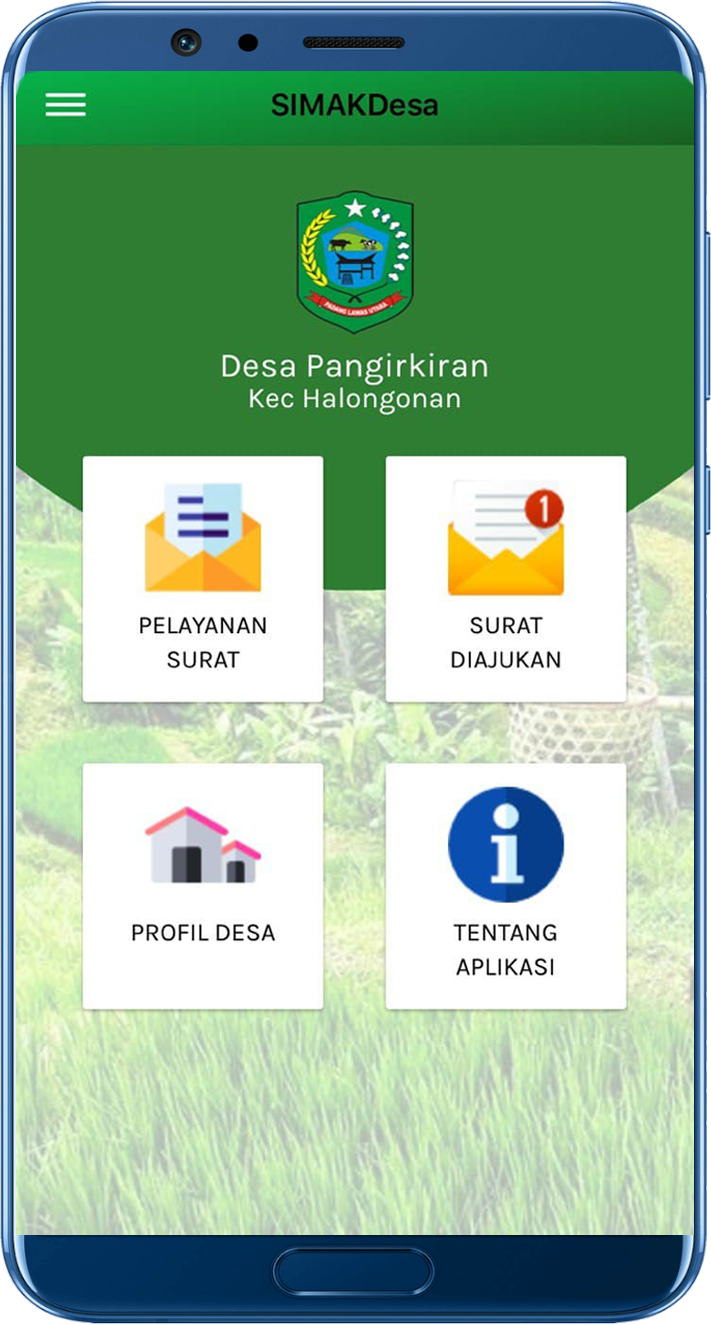 SIMAKDesa
PADANG LAWAS UTARA
Desa Pangirkiran
Kec Halongonan
1
PELAYANAN
SURAT
SURAT
DIAJUKAN
PROFIL DESA
TENTANG
APLIKASI